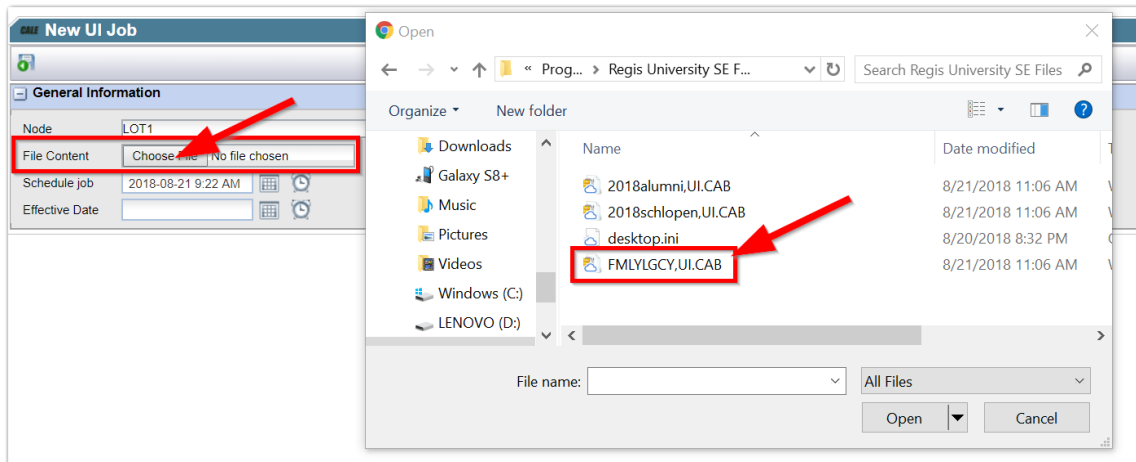 CALE New UI Job
General Information
Node LOT1
File Content Choose File No file chosen
Schedule job 2018-08-21 9:22 AM
Effective Date
Open
« Prog... > Regis University SE F...
Search Regis University SE Files
Organize
New folder
?
Downloads
Galaxy S8+
Music
Pictures
Videos
Windows (C:)
LENOVO (D:)
Name Date modified
2018alumni,UI.CAB 8/21/2018 11:06 AM
2018schlopen,UI.CAB 8/21/2018 11:06 AM
desktop.ini 8/20/2018 8:32 PM
FMLYLGCY,UI.CAB 8/21/2018 11:06 AM
File name:
All Files
Open
Cancel